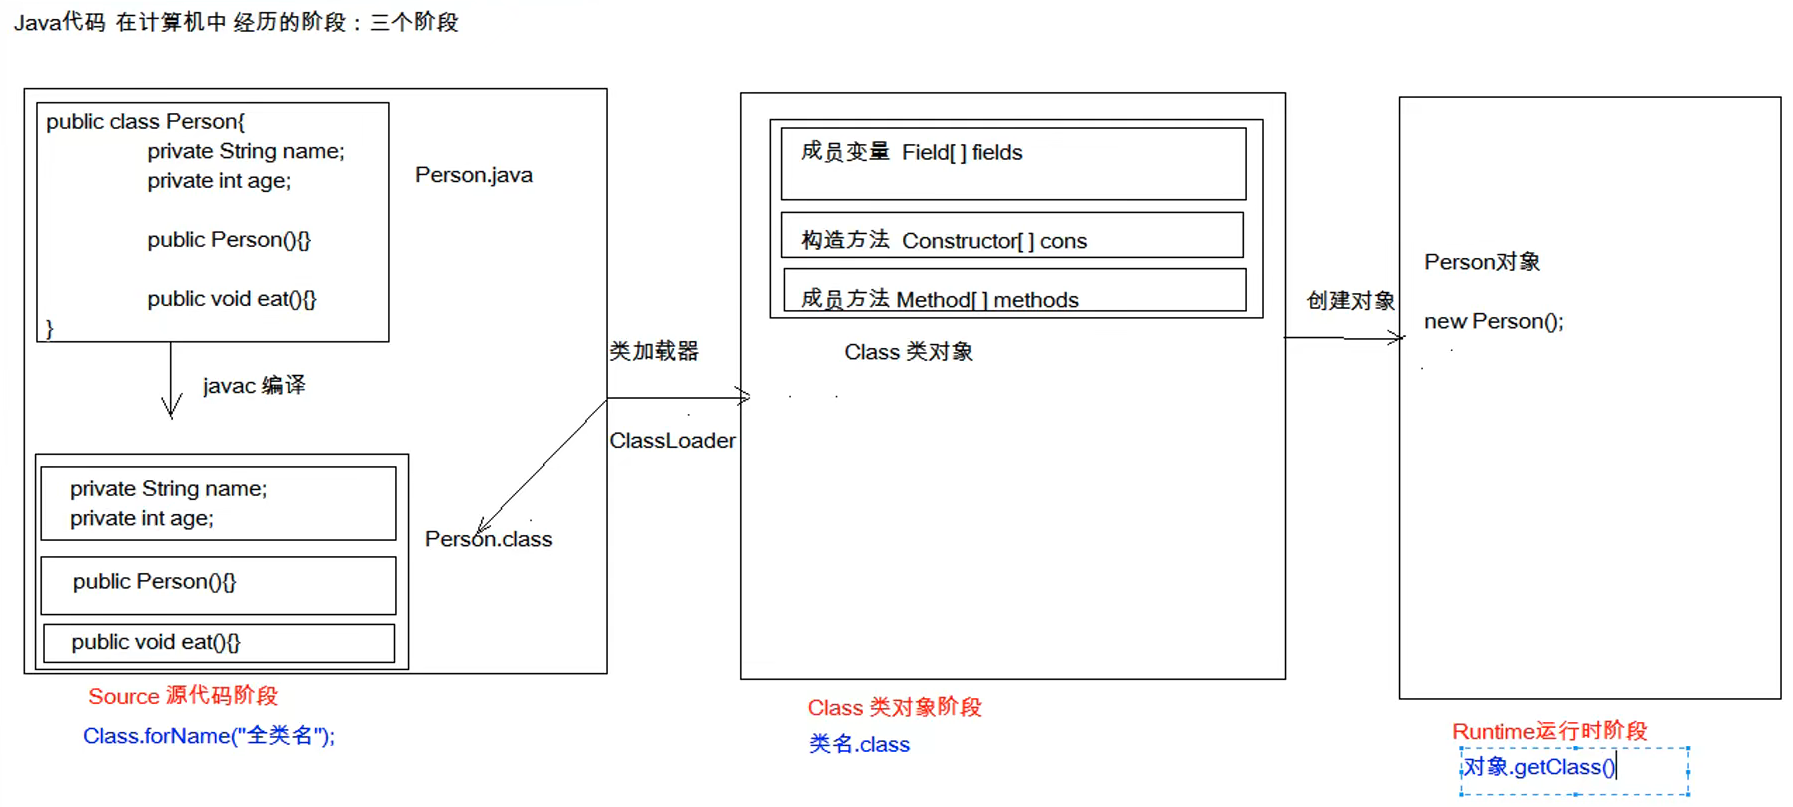 Java代码 在计算机中 经历的阶段：三个阶段
public class Person{
private String name;
private int age;
public Person(){}
public void eat(){}
}
Person.java
javac 编译
private String name;
private int age;
public Person(){}
public void eat(){}
Person.class
Source 源代码阶段
Class.forName("全类名");
类加载器
ClassLoader
成员变量 Field[ ] fields
构造方法 Constructor[ ] cons
成员方法 Method[ ] methods
Class 类对象
Class 类对象阶段
类名.class
创建对象
Person对象
new Person();
Runtime运行时阶段
对象.getClass()